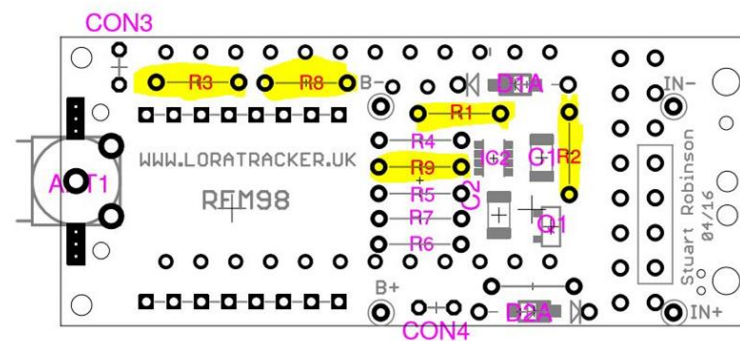 CON3
R3
R8
B-
D1A
IN-
R1
R4
WWW.LORATRACKER.UK
R9
IC2
C1
R2
ANT1
RFM98
R5
C2
R7
Q1
R6
Stuart Robinson
04/16
B+
D2A
IN+
CON4